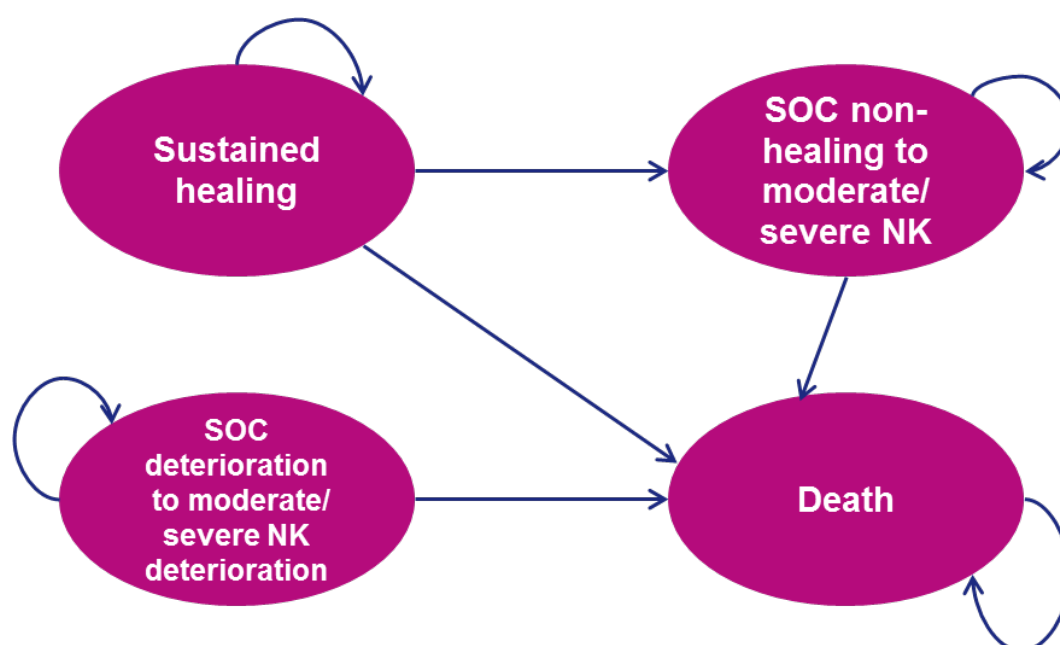 Sustained
healing
SOC non-
healing to
moderate/
severe NK
SOC
deterioration
to moderate/
severe NK
deterioration
Death